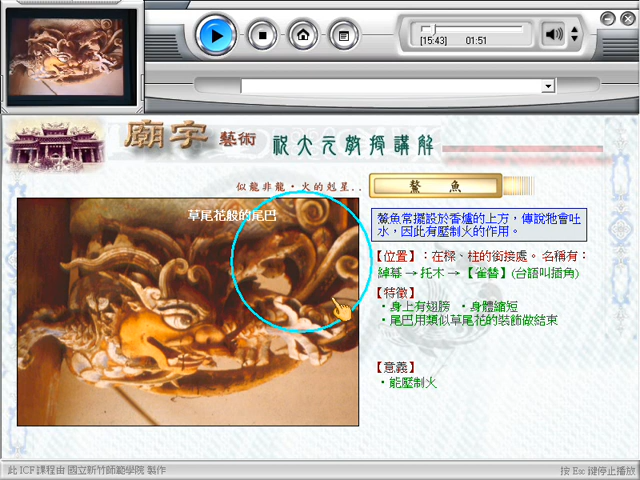 [15:43] 01:51
廟宇 藝術 祝大元教授講解
似龍非龍・火的剋星..
鰲魚
草尾花般的尾巴
鰲魚常擺設於香爐的上方，傳說牠會吐
水，因此有壓制火的作用。
【位置】：在樑、柱的銜接處。名稱有：
綽幕→托木→【雀替】(台語叫插角)
【特徵】
・身上有翅膀 ・身體縮短
・尾巴用類似草尾花的裝飾做結束
【意義】
・能壓制火
此 ICF 課程由 國立新竹師範學院 製作
按 Esc 鍵停止播放